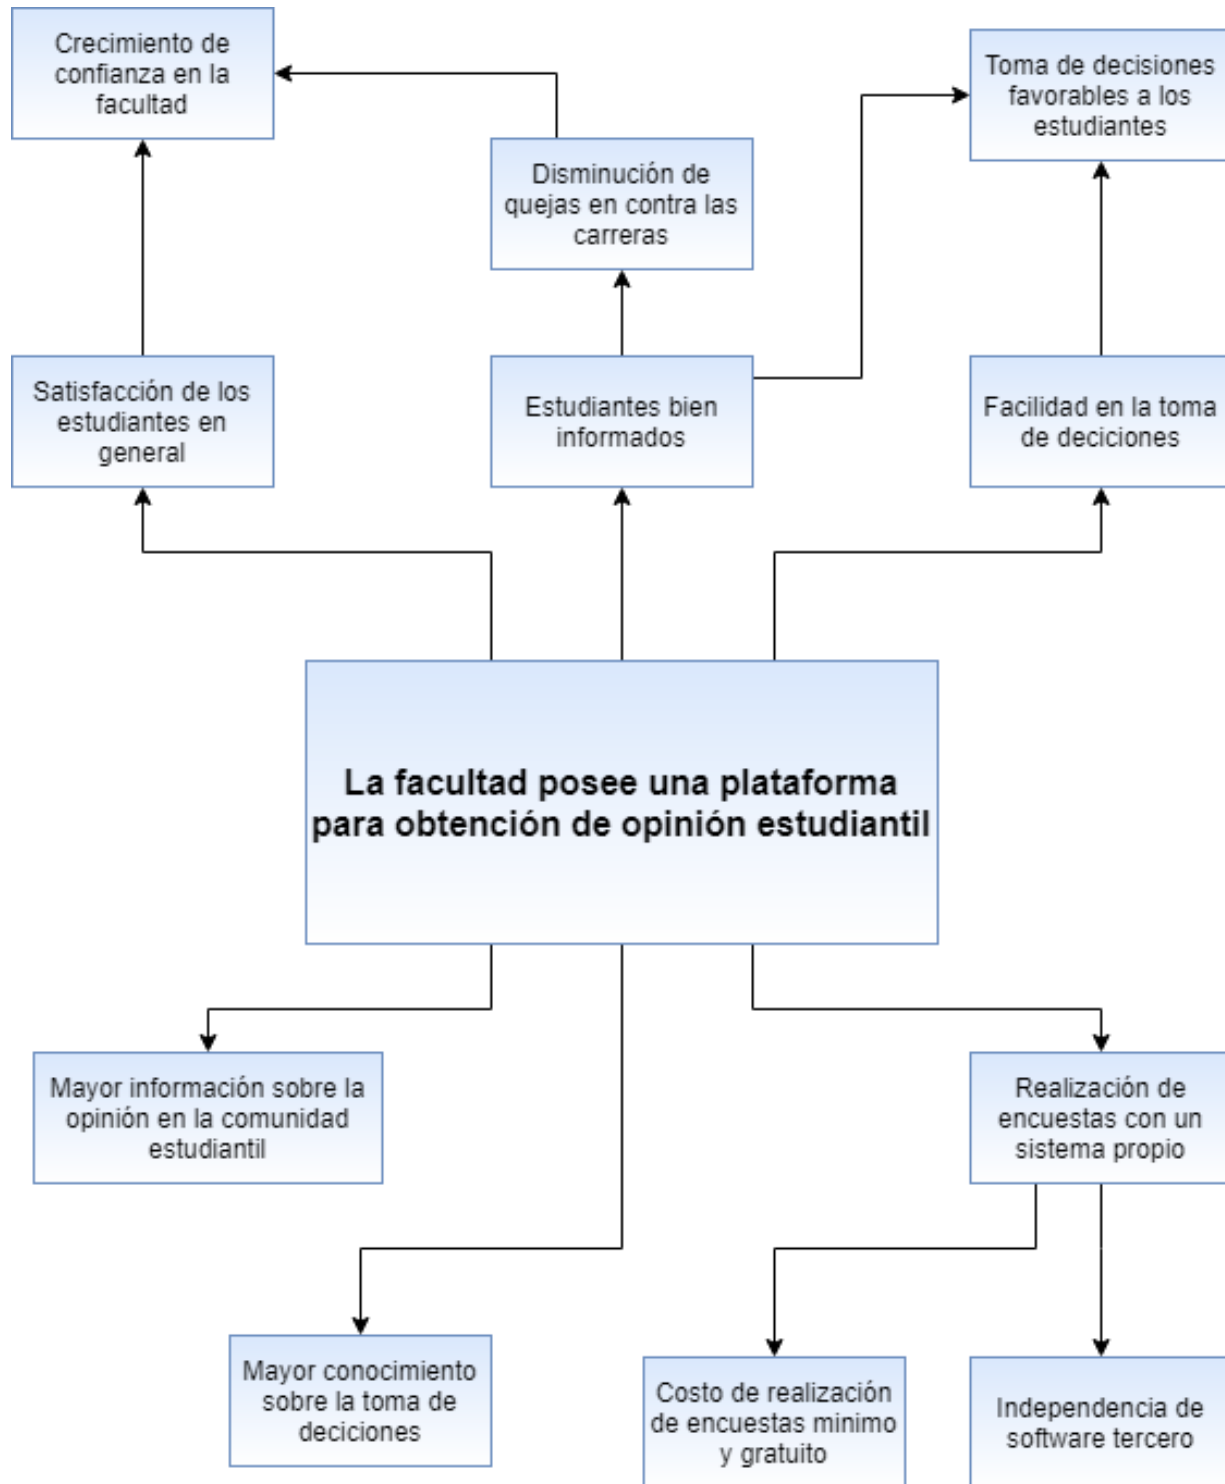 Crecimiento de
confianza en la
facultad
Toma de decisiones
favorables a los
estudiantes
Disminución de
quejas en contra las
carreras
Satisfacción de los
estudiantes en
general
Estudiantes bien
informados
Facilidad en la toma
de deciciones
La facultad posee una plataforma
para obtención de opinión estudiantil
Mayor información sobre la
opinión en la comunidad
estudiantil
Realización de
encuestas con un
sistema propio
Mayor conocimiento
sobre la toma de
deciciones
Costo de realización
de encuestas minimo
y gratuito
Independencia de
software tercero